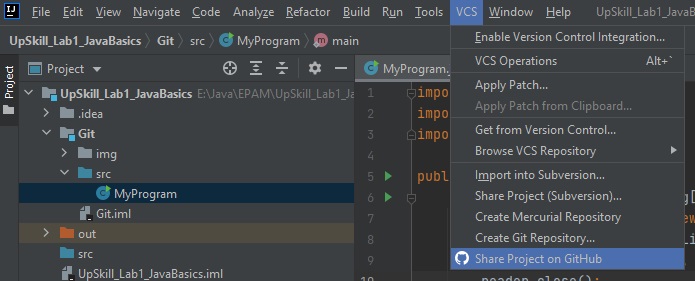 File Edit View Navigate Code Analyze Refactor Build Run Tools VCS Window Help UpSkill_Lab1_JavaB
UpSkill_Lab1_JavaBasics Git src MyProgram main
Project
Project
MyProgram.
UpSkill_Lab1_JavaBasics E:\Java\EPAM\UpSkill_Lab1_Ja
.idea
Git
img
src
MyProgram
Git.iml
out
src
UpSkill_Lab1_JavaBasics.iml
1 impo
2 impo
3 impo
4
5 publ
6
7
8
9
10 reader.close();
Enable Version Control Integration...
VCS Operations Alt+`
Apply Patch...
Apply Patch from Clipboard...
Get from Version Control...
Browse VCS Repository
Import into Subversion...
Share Project (Subversion)...
Create Mercurial Repository
Create Git Repository...
Share Project on GitHub